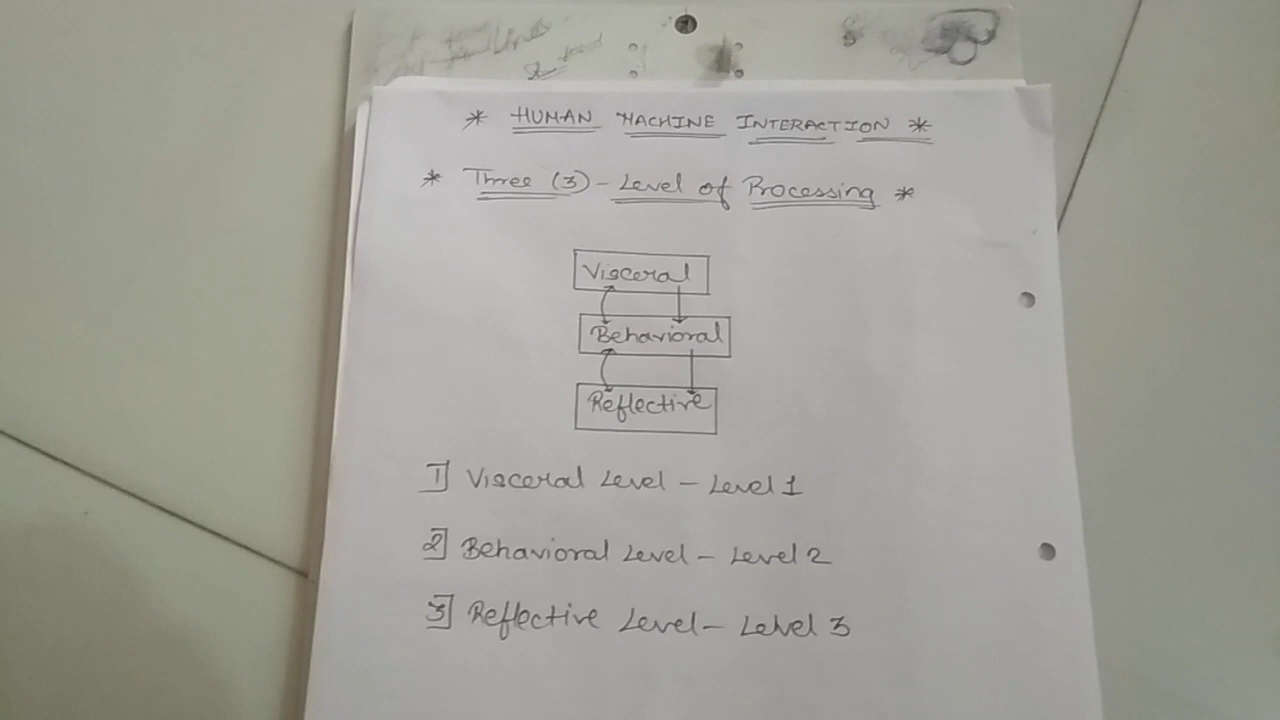 * HUMAN MACHINE INTERACTION *
* Three (3) - Level of Processing *
Visceral
Behavioral
Reflective
1] Visceral Level - Level 1
2] Behavioral Level - Level 2
3] Reflective Level - Level 3